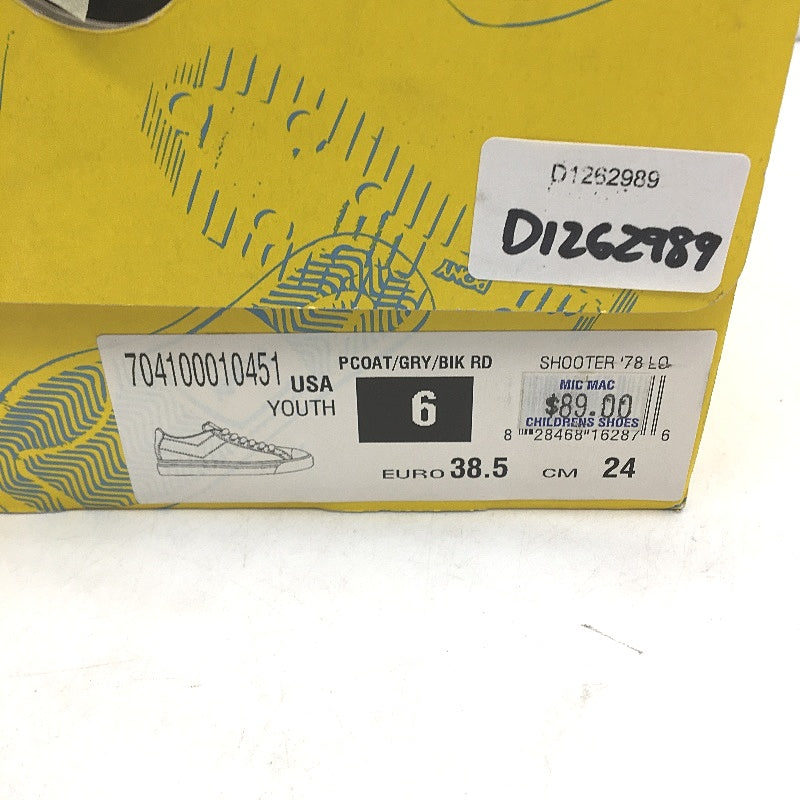 D1262989
D1262989
PONY
704100010451
USA
YOUTH
PCOAT/GRY/BIK RD
6
SHOOTER '78 LO
MIC MAC
$89.00
CHILDRENS SHOES
8 28468 16287 6
EURO 38.5 CM 24